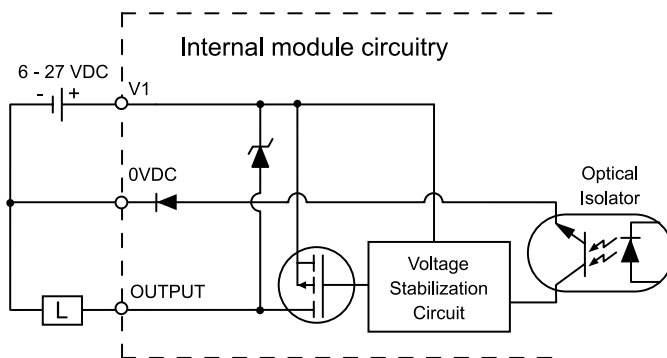 Internal module circuitry
6 - 27 VDC
- +
V1
0VDC
Optical
Isolator
Voltage
Stabilization
Circuit
OUTPUT
L